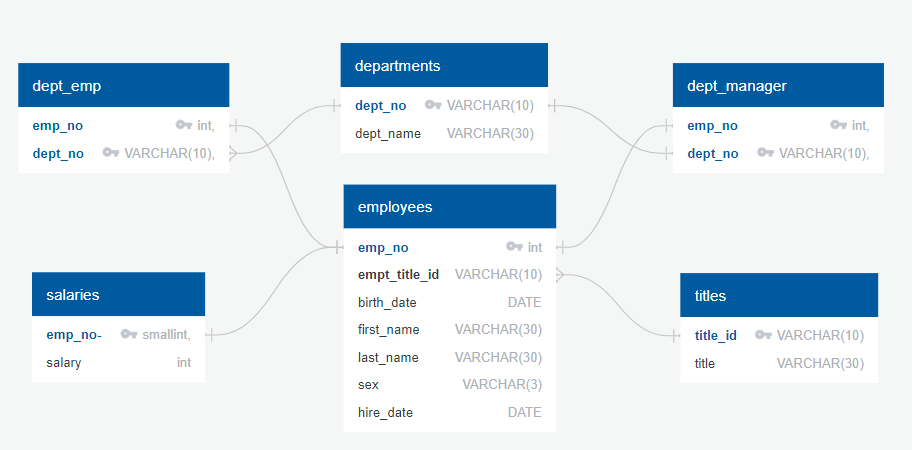 dept_emp
emp_no int,
dept_no VARCHAR(10),
departments
dept_no VARCHAR(10)
dept_name VARCHAR(30)
dept_manager
emp_no int,
dept_no VARCHAR(10),
employees
emp_no int
empt_title_id VARCHAR(10)
birth_date DATE
first_name VARCHAR(30)
last_name VARCHAR(30)
sex VARCHAR(3)
hire_date DATE
salaries
emp_no- smallint,
salary int
titles
title_id VARCHAR(10)
title VARCHAR(30)